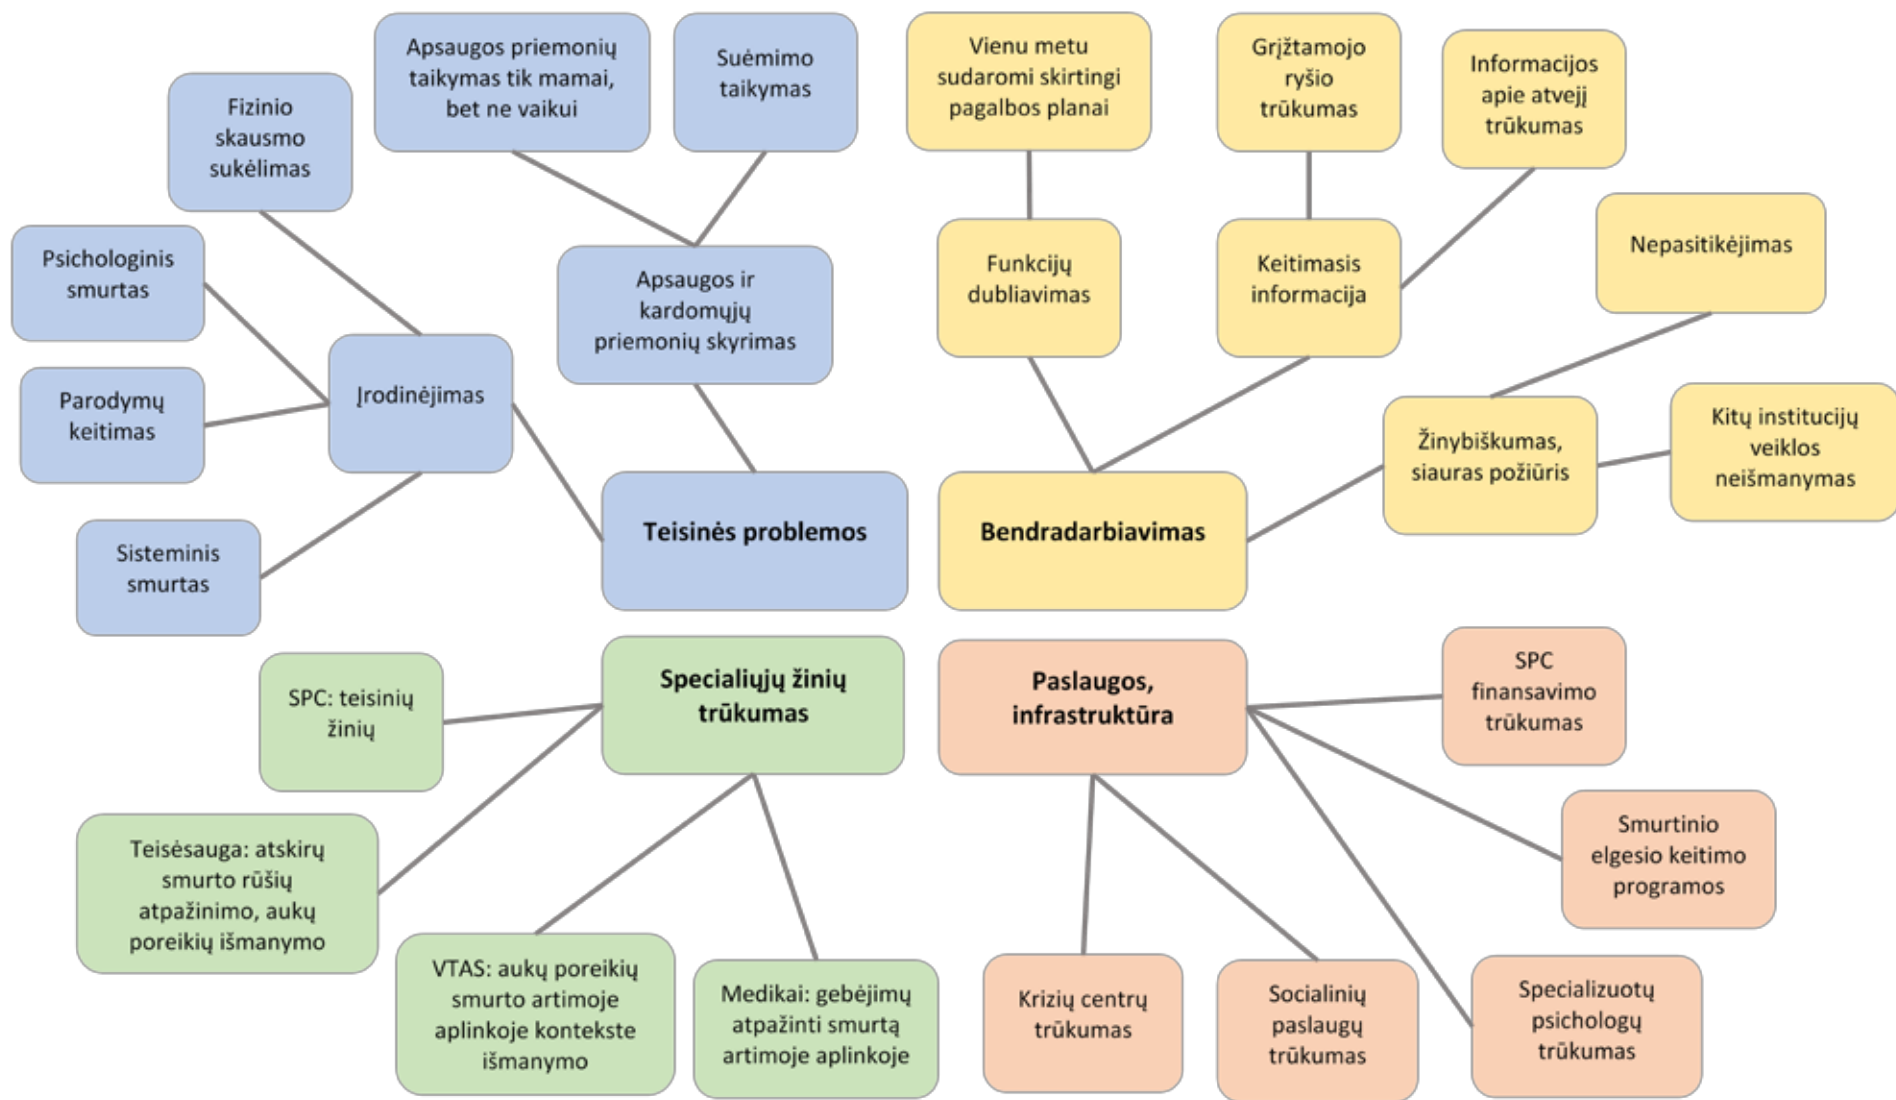 Apsaugos priemonių
taikymas tik mamai,
bet ne vaikui
Suėmimo
taikymas
Vienu metu
sudaromi skirtingi
pagalbos planai
Grįžtamojo
ryšio
trūkumas
Informacijos
apie atvejį
trūkumas
Fizinio
skausmo
sukėlimas
Psichologinis
smurtas
Apsaugos ir
kardomųjų
priemonių skyrimas
Funkcijų
dubliavimas
Keitimasis
informacija
Nepasitikėjimas
Parodymų
keitimas
Įrodinėjimas
Žinybiškumas,
siauras požiūris
Kitų institucijų
veiklos
neišmanymas
Sisteminis
smurtas
Teisinės problemos
Bendradarbiavimas
SPC: teisinių
žinių
Specialiųjų žinių
trūkumas
Paslaugos,
infrastruktūra
SPC
finansavimo
trūkumas
Teisėsauga: atskirų
smurto rūšių
atpažinimo, aukų
poreikių išmanymo
Smurtinio
elgesio keitimo
programos
VTAS: aukų poreikių
smurto artimoje
aplinkoje kontekste
išmanymo
Medikai: gebėjimų
atpažinti smurtą
artimoje aplinkoje
Krizių centrų
trūkumas
Socialinių
paslaugų
trūkumas
Specializuotų
psichologų
trūkumas